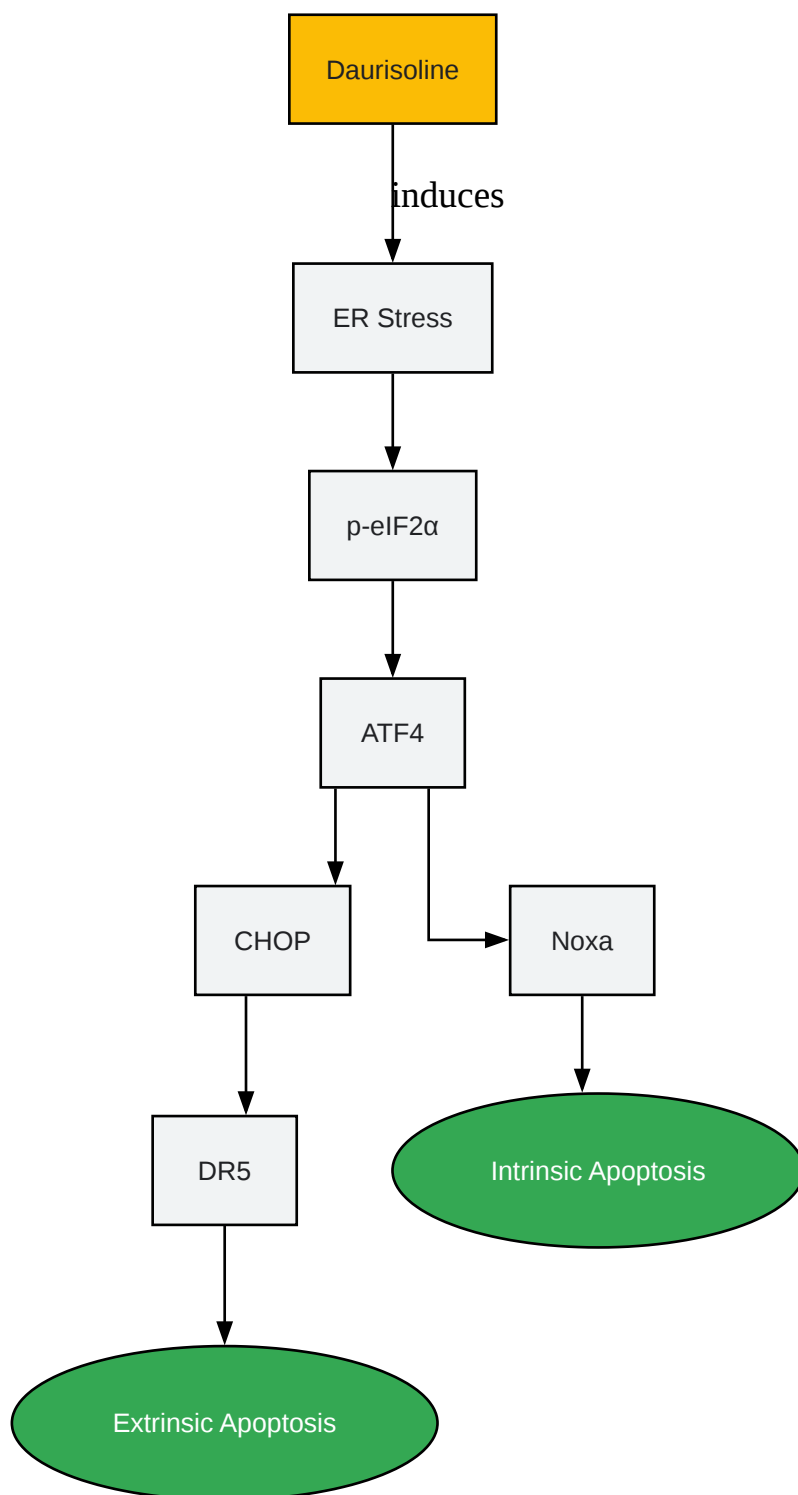 Daurisoline
induces
ER Stress
p-eIF2α
ATF4
CHOP
Noxa
DR5
Intrinsic Apoptosis
Extrinsic Apoptosis